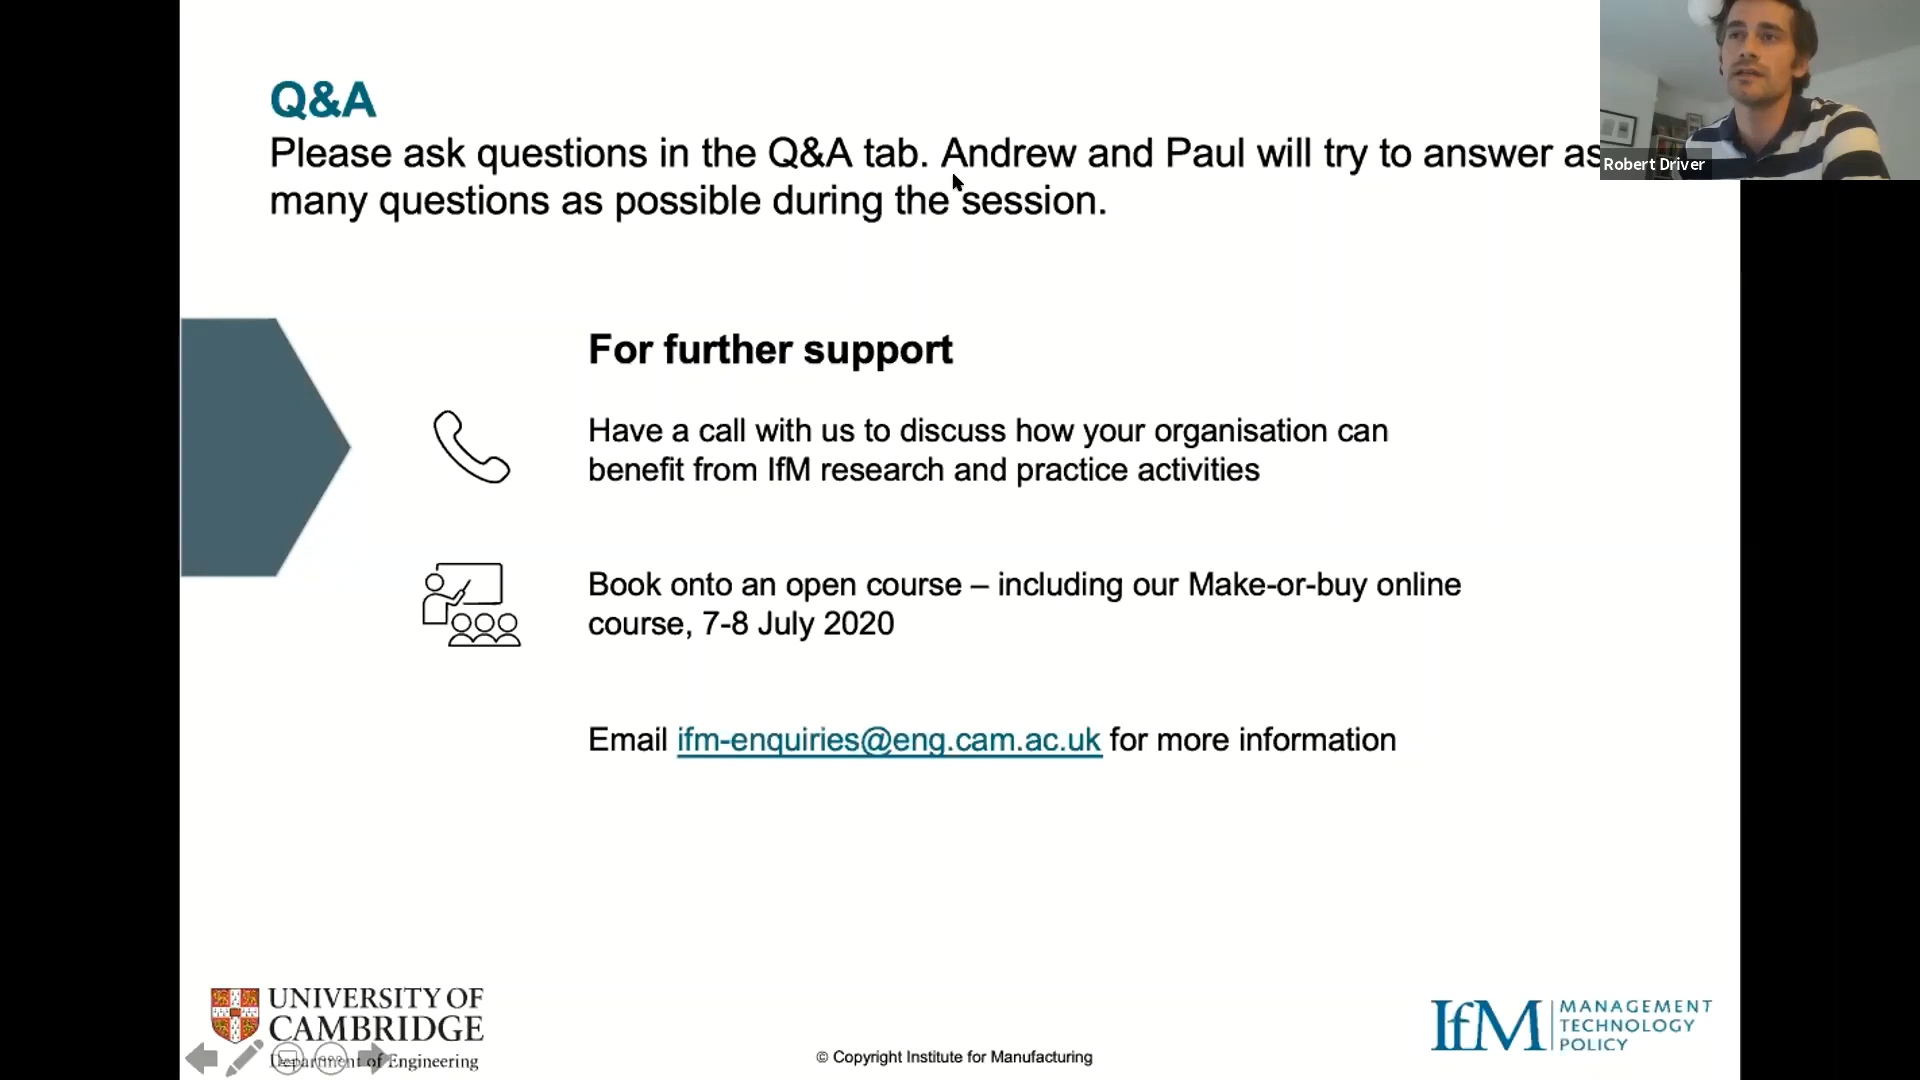 Q&A
Please ask questions in the Q&A tab. Andrew and Paul will try to answer as
many questions as possible during the session.
Robert Driver
For further support
Have a call with us to discuss how your organisation can
benefit from IfM research and practice activities
Book onto an open course – including our Make-or-buy online
course, 7-8 July 2020
Email ifm-enquiries@eng.cam.ac.uk for more information
UNIVERSITY OF
CAMBRIDGE
Department of Engineering
© Copyright Institute for Manufacturing
IfM
MANAGEMENT
TECHNOLOGY
POLICY